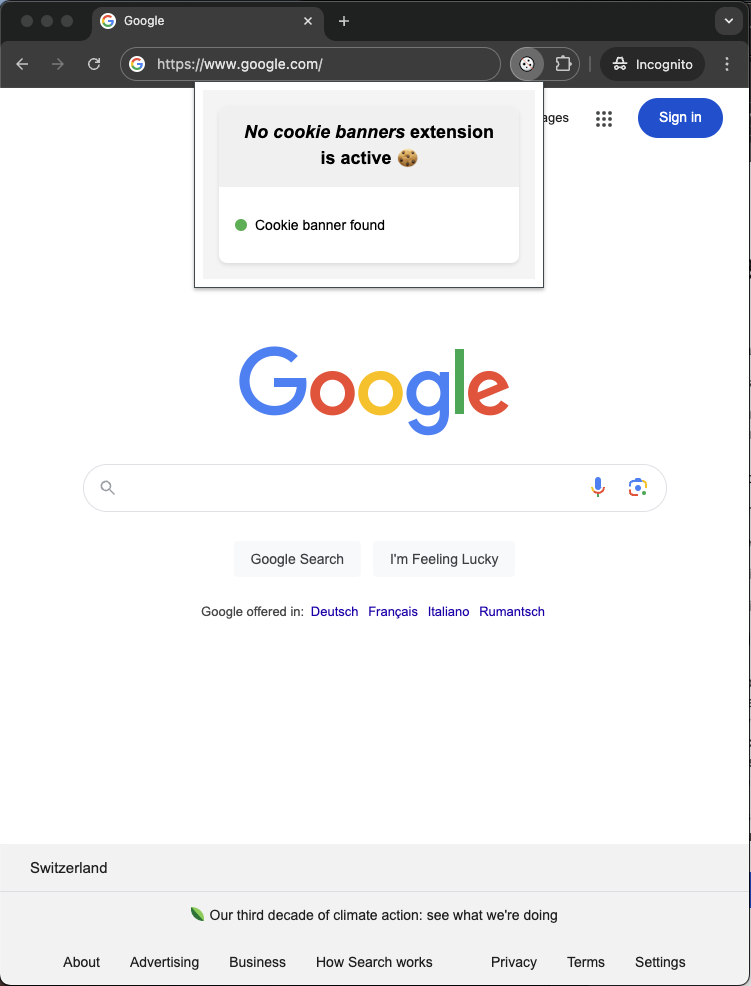 Google
https://www.google.com/
Incognito
No cookie banners extension
is active
Sign in
Cookie banner found
Google
Google Search
I'm Feeling Lucky
Google offered in: Deutsch Français Italiano Rumantsch
Switzerland
Our third decade of climate action: see what we're doing
About Advertising Business How Search works Privacy Terms Settings